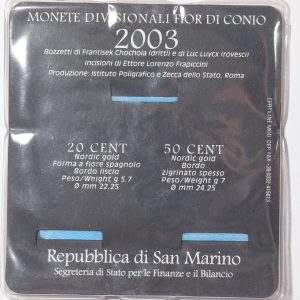 MONETE DIVISIONALI FIOR DI CONIO
2003
Bozzetti di Frantisek Chochola (dritti) e di Luc Luycx (rovesci)
Incisioni di Ettore Lorenzo Frapiccini
Produzione: Istituto Poligrafico e Zecca dello Stato, Roma
20 CENT
Nordic gold
Forma a fiore spagnolo
Bordo liscio
Peso/Weight g 5,7
Ø mm 22,25
50 CENT
Nordic gold
Bordo
zigrinato spesso
Peso/Weight g 7
Ø mm 24,25
Repubblica di San Marino
Segreteria di Stato per le Finanze e il Bilancio